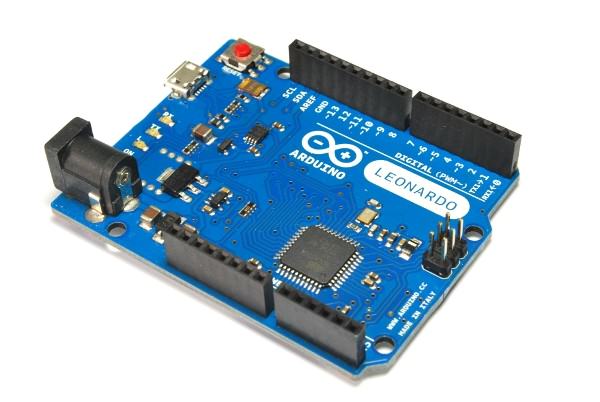 RESET
SCL
SDA
AREF
GND
~13
12
~11
~10
~9
8
7
~6
~5
4
~3
2
TX→1
RX←0
DIGITAL (PWM~)
ARDUINO
LEONARDO
ON
WWW.ARDUINO.CC
MADE IN ITALY